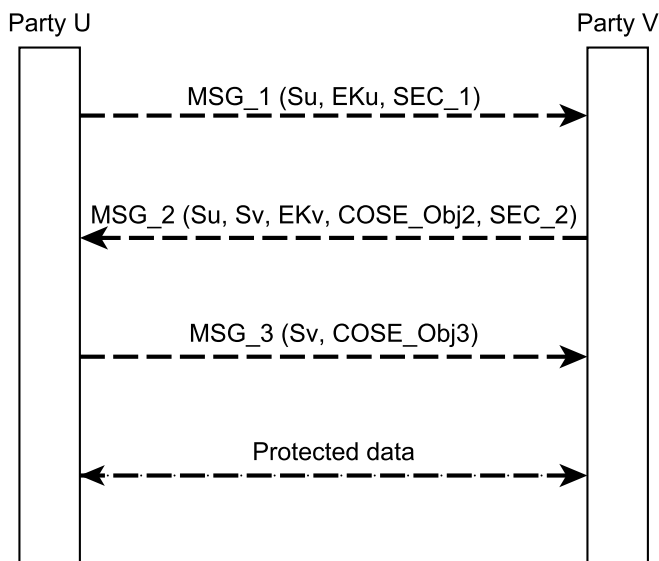 Party U
Party V
MSG_1 (Su, EKu, SEC_1)
MSG_2 (Su, Sv, EKv, COSE_Obj2, SEC_2)
MSG_3 (Sv, COSE_Obj3)
Protected data